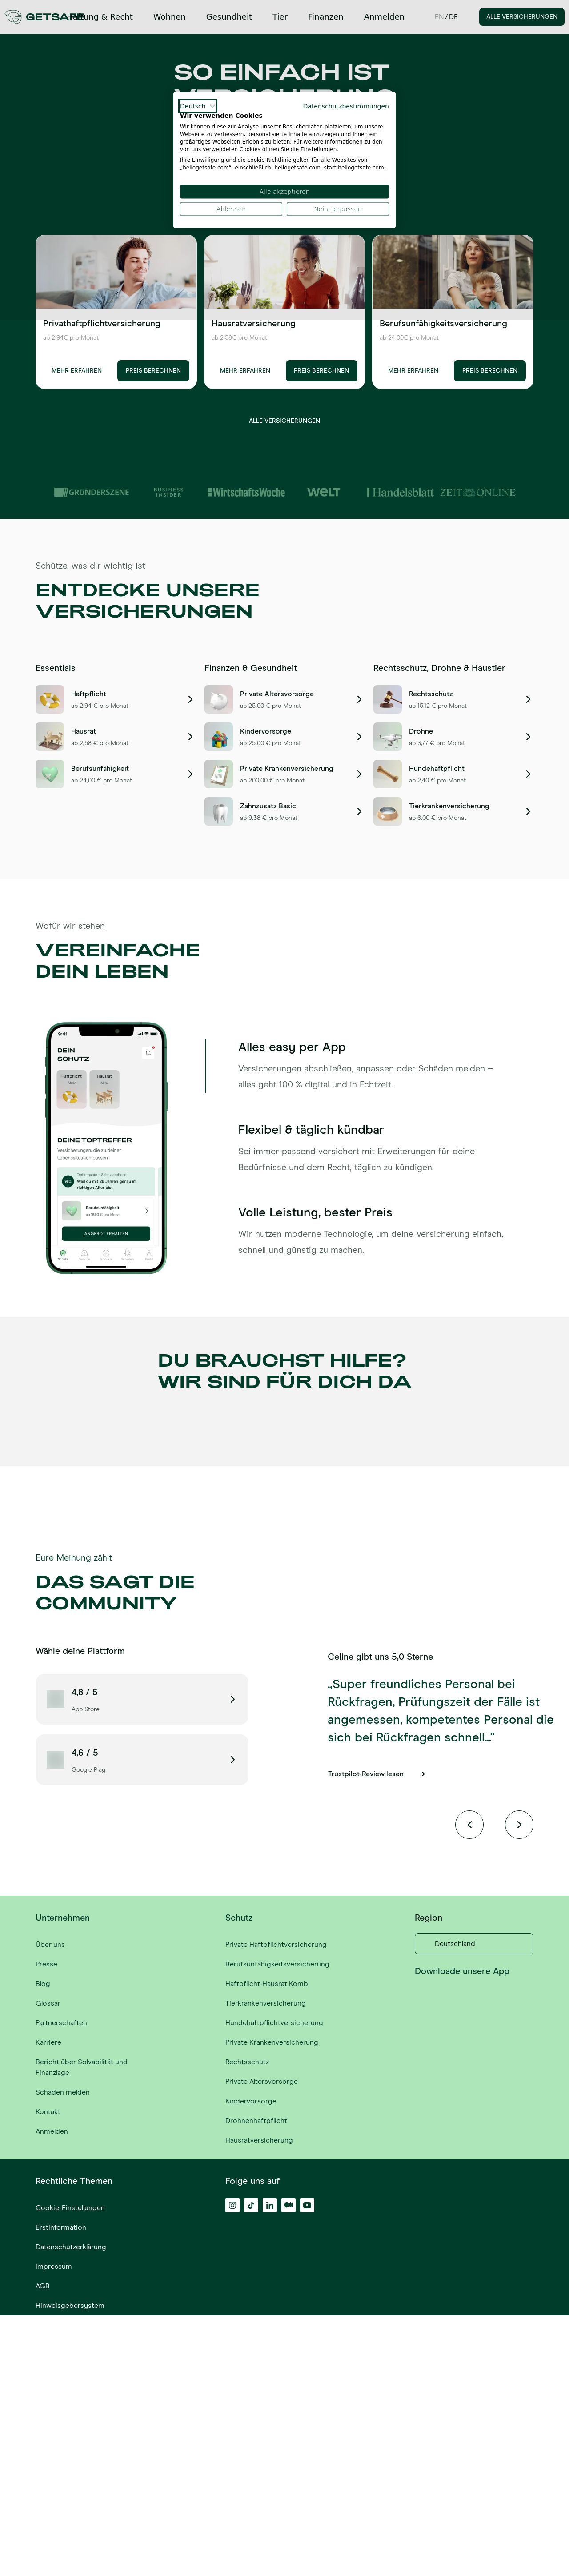 GETSAFE
Haftung & Recht
Wohnen
Gesundheit
Tier
Finanzen
Anmelden
EN / DE
ALLE VERSICHERUNGEN
SO EINFACH IST
Deutsch
Datenschutzbestimmungen
Wir verwenden Cookies
Wir können diese zur Analyse unserer Besucherdaten platzieren, um unsere
Webseite zu verbessern, personalisierte Inhalte anzuzeigen und Ihnen ein
großartiges Webseiten-Erlebnis zu bieten. Für weitere Informationen zu den
von uns verwendeten Cookies öffnen Sie die Einstellungen.
Ihre Einwilligung und die cookie Richtlinie gelten für alle Websites von
„hellogetsafe.com“, einschließlich: hellogetsafe.com, start.hellogetsafe.com.
Alle akzeptieren
Ablehnen
Nein, anpassen
Privathaftpflichtversicherung
ab 2,94€ pro Monat
MEHR ERFAHREN
PREIS BERECHNEN
Hausratversicherung
ab 2,58€ pro Monat
MEHR ERFAHREN
PREIS BERECHNEN
Berufsunfähigkeitsversicherung
ab 24,00€ pro Monat
MEHR ERFAHREN
PREIS BERECHNEN
ALLE VERSICHERUNGEN
GRÜNDERSZENE
BUSINESS
INSIDER
WirtschaftsWoche
WELT
Handelsblatt
ZEIT ONLINE
Schütze, was dir wichtig ist
ENTDECKE UNSERE
VERSICHERUNGEN
Essentials
Haftpflicht
ab 2,94 € pro Monat
Hausrat
ab 2,58 € pro Monat
Berufsunfähigkeit
ab 24,00 € pro Monat
Finanzen & Gesundheit
Private Altersvorsorge
ab 25,00 € pro Monat
Kindervorsorge
ab 25,00 € pro Monat
Private Krankenversicherung
ab 200,00 € pro Monat
Zahnzusatz Basic
ab 9,38 € pro Monat
Rechtsschutz, Drohne & Haustier
Rechtsschutz
ab 15,12 € pro Monat
Drohne
ab 3,77 € pro Monat
Hundehaftpflicht
ab 2,40 € pro Monat
Tierkrankenversicherung
ab 6,00 € pro Monat
Wofür wir stehen
VEREINFACHE
DEIN LEBEN
9:41
DEIN
SCHUTZ
Haftpflicht
Hausrat
DEINE TOPTREFFER
Versicherungen, die zu deiner
Lebenssituation passen.
Weil du mit 28 Jahren genau im
richtigen Alter bist
Berufsunfähigkeit
ANGEBOT ERHALTEN
Alles easy per App
Versicherungen abschließen, anpassen oder Schäden melden –
alles geht 100 % digital und in Echtzeit.
Flexibel & täglich kündbar
Sei immer passend versichert mit Erweiterungen für deine
Bedürfnisse und dem Recht, täglich zu kündigen.
Volle Leistung, bester Preis
Wir nutzen moderne Technologie, um deine Versicherung einfach,
schnell und günstig zu machen.
DU BRAUCHST HILFE?
WIR SIND FÜR DICH DA
Eure Meinung zählt
DAS SAGT DIE
COMMUNITY
Wähle deine Plattform
4,8 / 5
App Store
4,6 / 5
Google Play
Celine gibt uns 5,0 Sterne
„Super freundliches Personal bei
Rückfragen, Prüfungszeit der Fälle ist
angemessen, kompetentes Personal die
sich bei Rückfragen schnell..."
Trustpilot-Review lesen
Unternehmen
Über uns
Presse
Blog
Glossar
Partnerschaften
Karriere
Bericht über Solvabilität und
Finanzlage
Schaden melden
Kontakt
Anmelden
Schutz
Private Haftpflichtversicherung
Berufsunfähigkeitsversicherung
Haftpflicht-Hausrat Kombi
Tierkrankenversicherung
Hundehaftpflichtversicherung
Private Krankenversicherung
Rechtsschutz
Private Altersvorsorge
Kindervorsorge
Drohnenhaftpflicht
Hausratversicherung
Region
Deutschland
Downloade unsere App
Rechtliche Themen
Cookie-Einstellungen
Erstinformation
Datenschutzerklärung
Impressum
AGB
Hinweisgebersystem
Folge uns auf